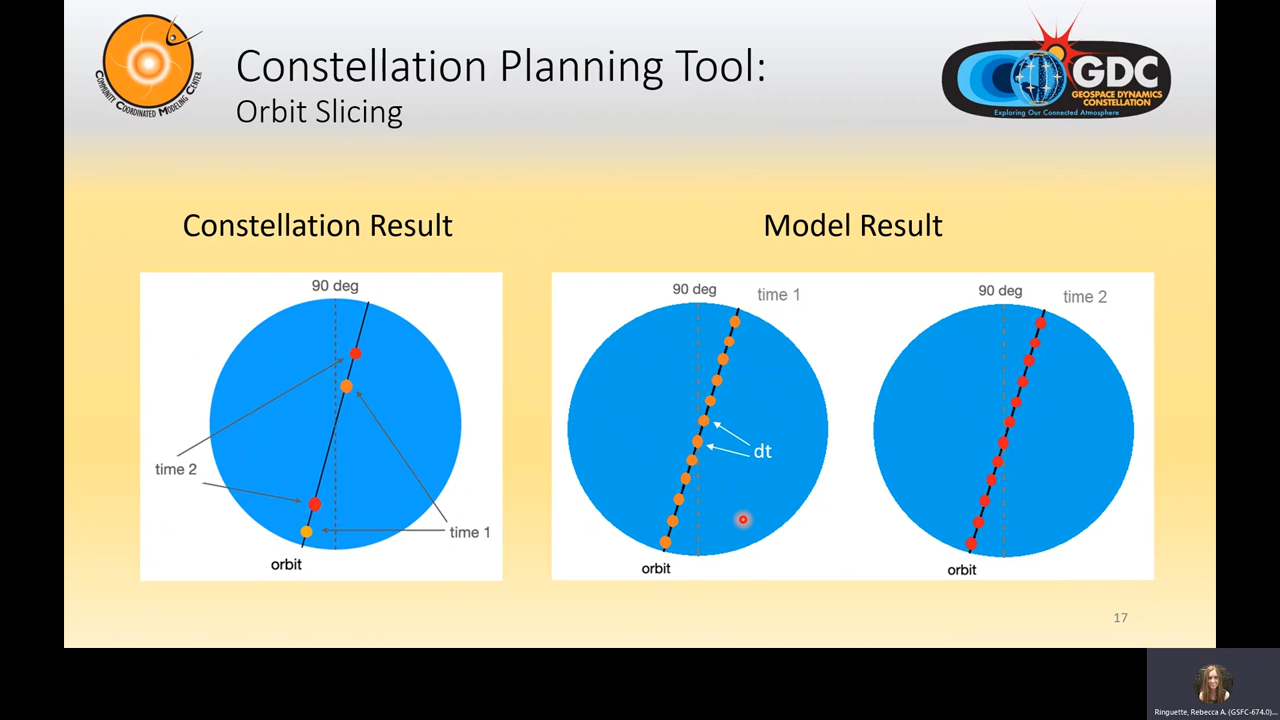 COMMUNITY COORDINATED MODELING CENTER
Constellation Planning Tool:
Orbit Slicing
GDC
GEOSPACE DYNAMICS
CONSTELLATION
Exploring Our Connected Atmosphere
Constellation Result
Model Result
90 deg
time 2
time 1
orbit
90 deg
time 1
dt
orbit
90 deg
time 2
orbit
17
Ringuette, Rebecca A. (GSFC-674.0)...